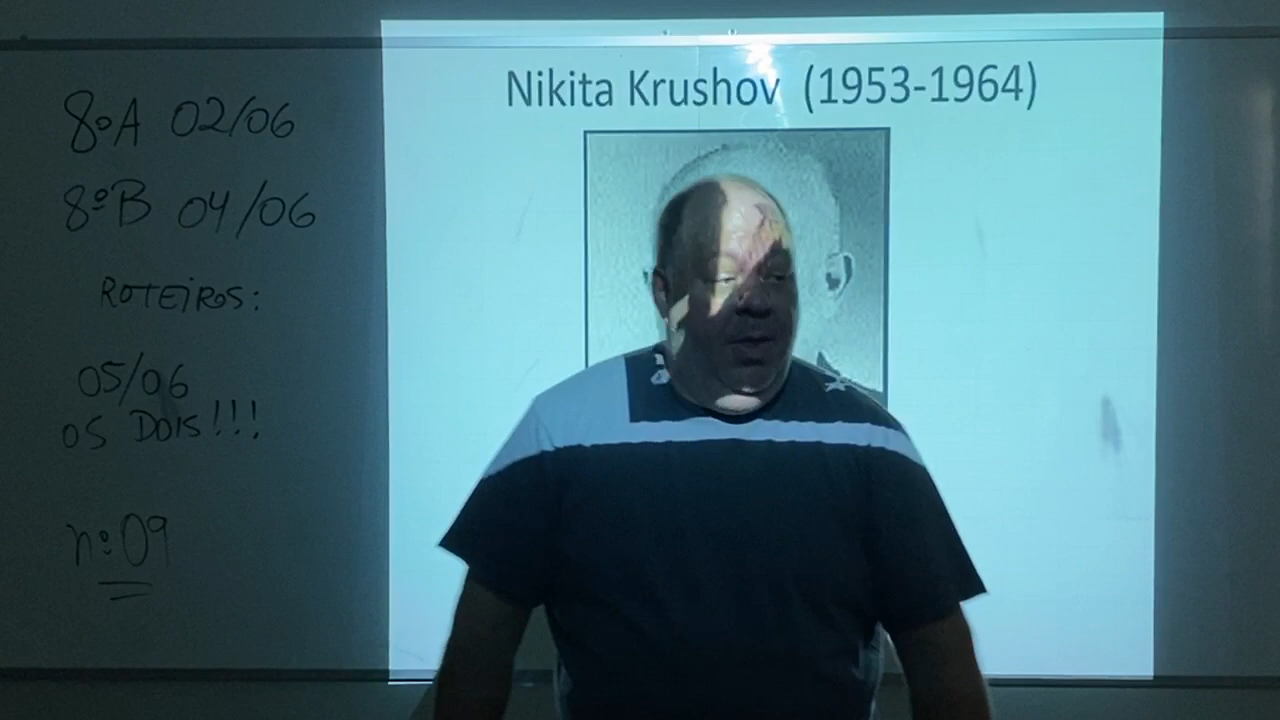 Nikita Krushov (1953-1964)
8ºA 02/06
8ºB 04/06
ROTEIROS:
05/06
OS DOIS!!!
nº 09